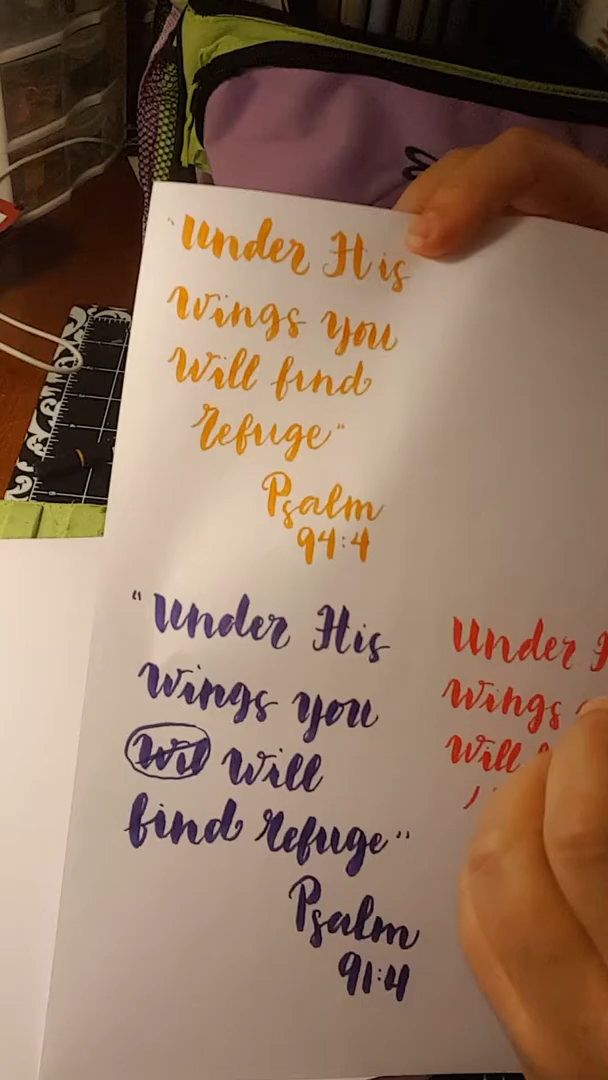 "Under His
Wings you
Will find
refuge"
Psalm
94:4
"Under His
Wings you
Wil Will
find refuge"
Psalm
91:4
Under
Wings
Will